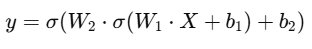 y = σ(W₂ · σ(W₁ · X + b₁) + b₂)